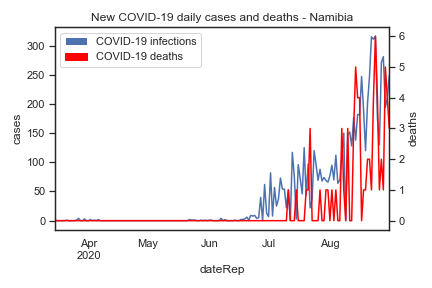 New COVID-19 daily cases and deaths - Namibia
COVID-19 infections
COVID-19 deaths
300
250
200
150
100
50
0
cases
6
5
4
3
2
1
0
deaths
Apr
2020
May
Jun
Jul
Aug
dateRep